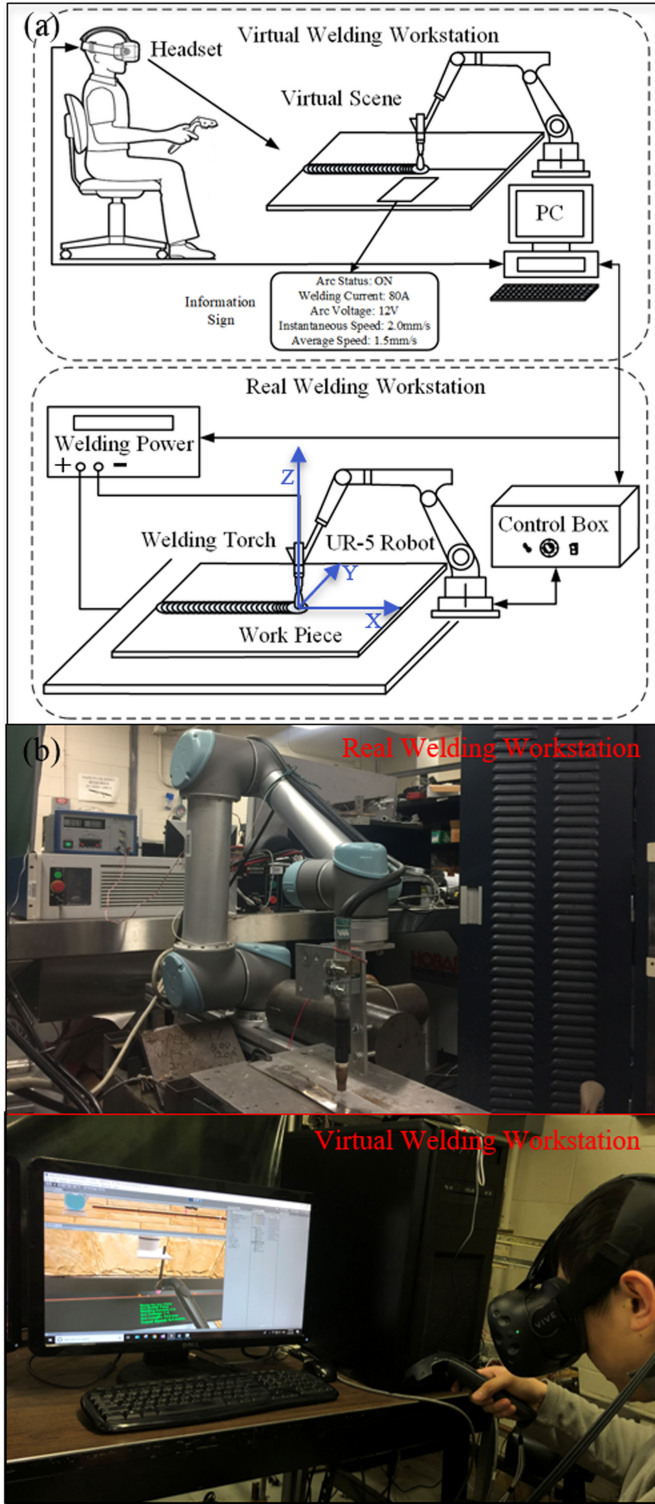 (a)
Virtual Welding Workstation
Headset
Virtual Scene
PC
Information
Sign
Arc Status: ON
Welding Current: 80A
Arc Voltage: 12V
Instantaneous Speed: 2.0mm/s
Average Speed: 1.5mm/s
Real Welding Workstation
Welding Power
+ −
Z
Control Box
Welding Torch
UR-5 Robot
Y
X
Work Piece
(b)
Real Welding Workstation
Virtual Welding Workstation
VIVE